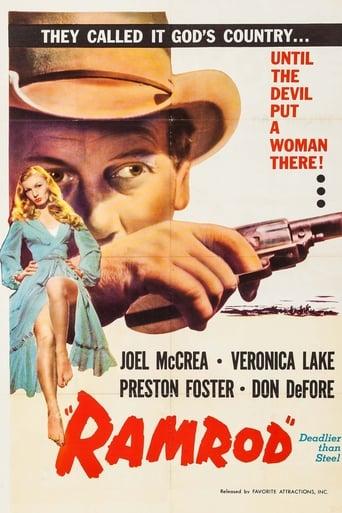 THEY CALLED IT GOD'S COUNTRY...
UNTIL
THE
DEVIL
PUT
A
WOMAN
THERE!
JOEL McCREA · VERONICA LAKE
PRESTON FOSTER · DON DeFORE
"RAMROD"
Deadlier
than
Steel
Released by FAVORITE ATTRACTIONS, INC.